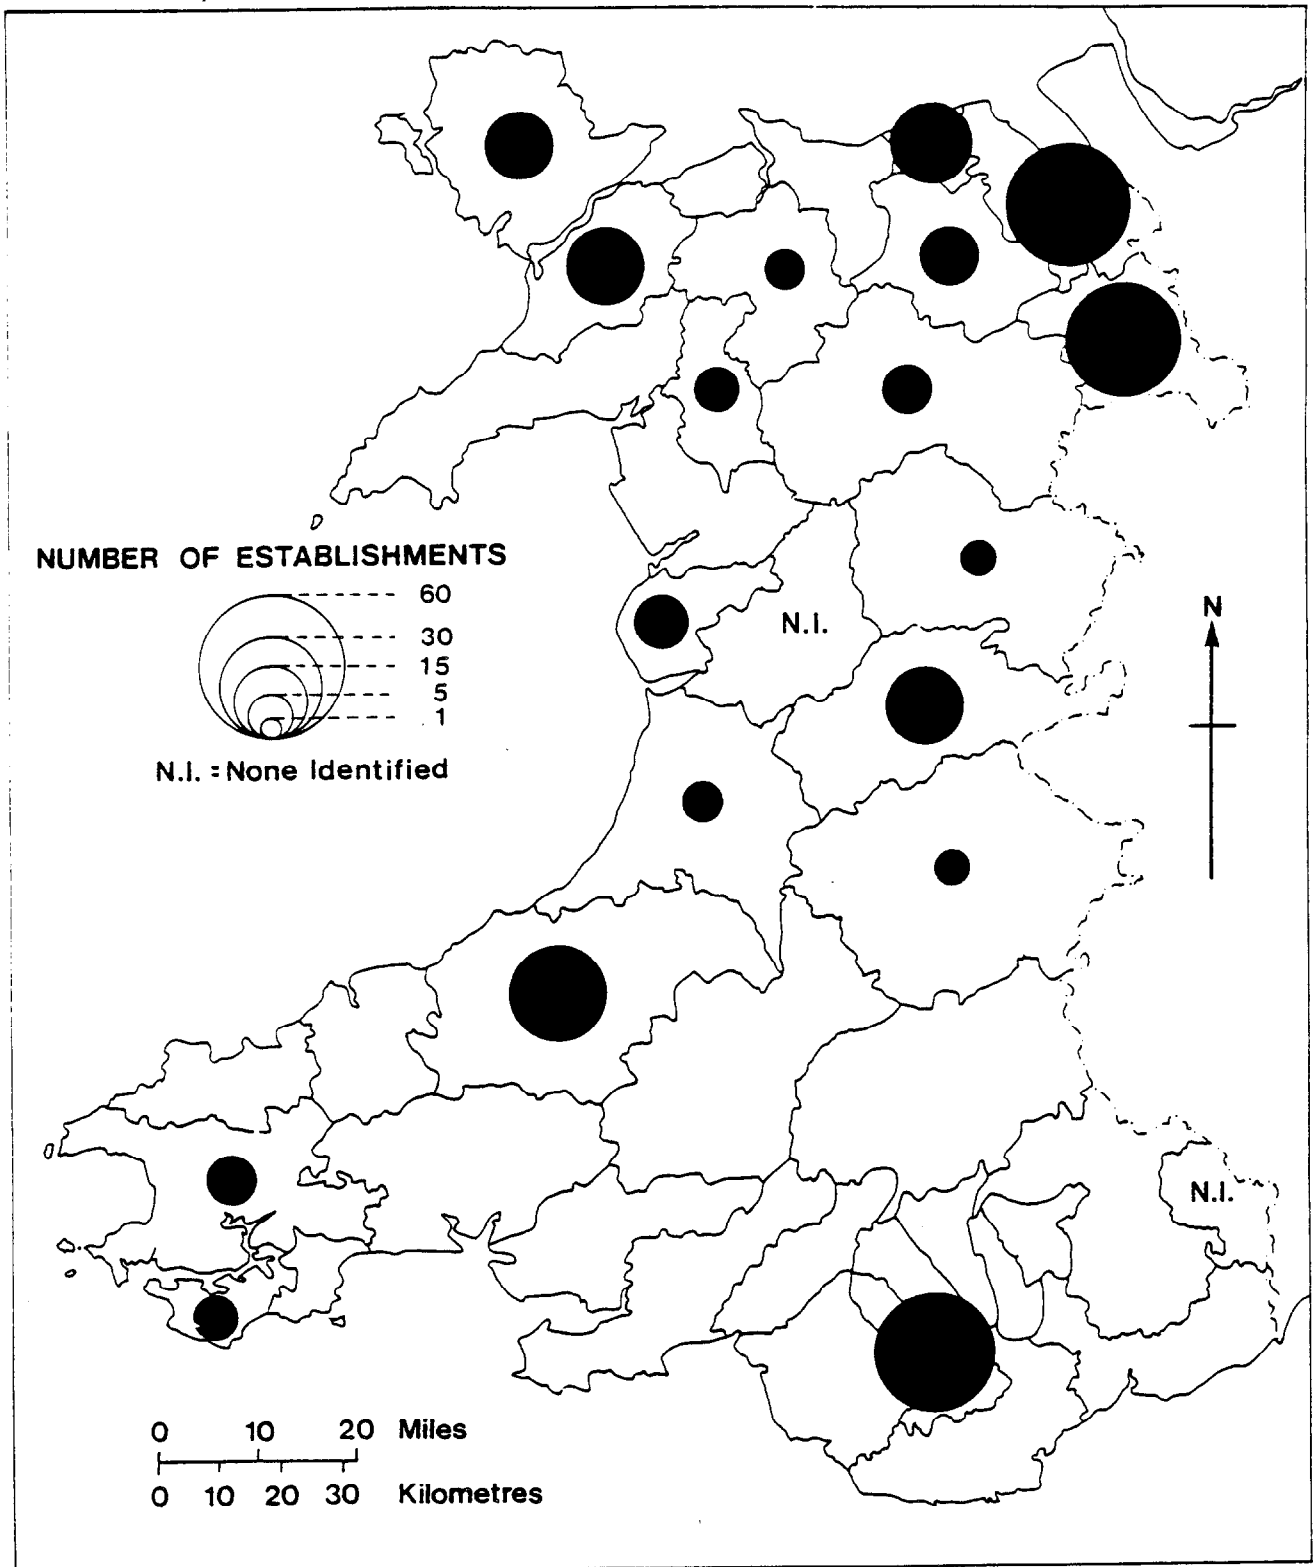 NUMBER OF ESTABLISHMENTS
60
30
15
5
1
N.I. = None Identified
N.I.
N
N.I.
0 10 20 Miles
0 10 20 30 Kilometres